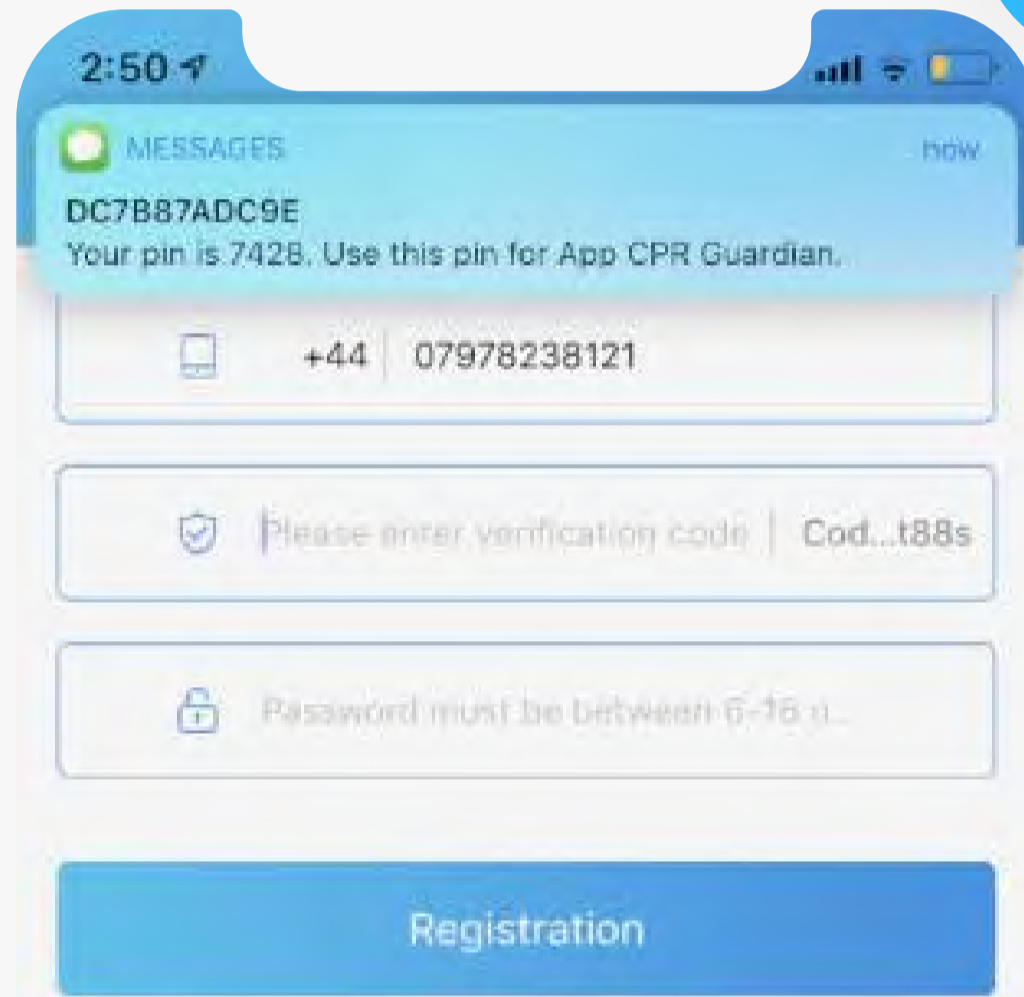 2:50
MESSAGES now
DC7B87ADC9E
Your pin is 7428. Use this pin for App CPR Guardian.
+44 07978238121
Please enter verification code Cod...t88s
Password must be between 6-16 d...
Registration